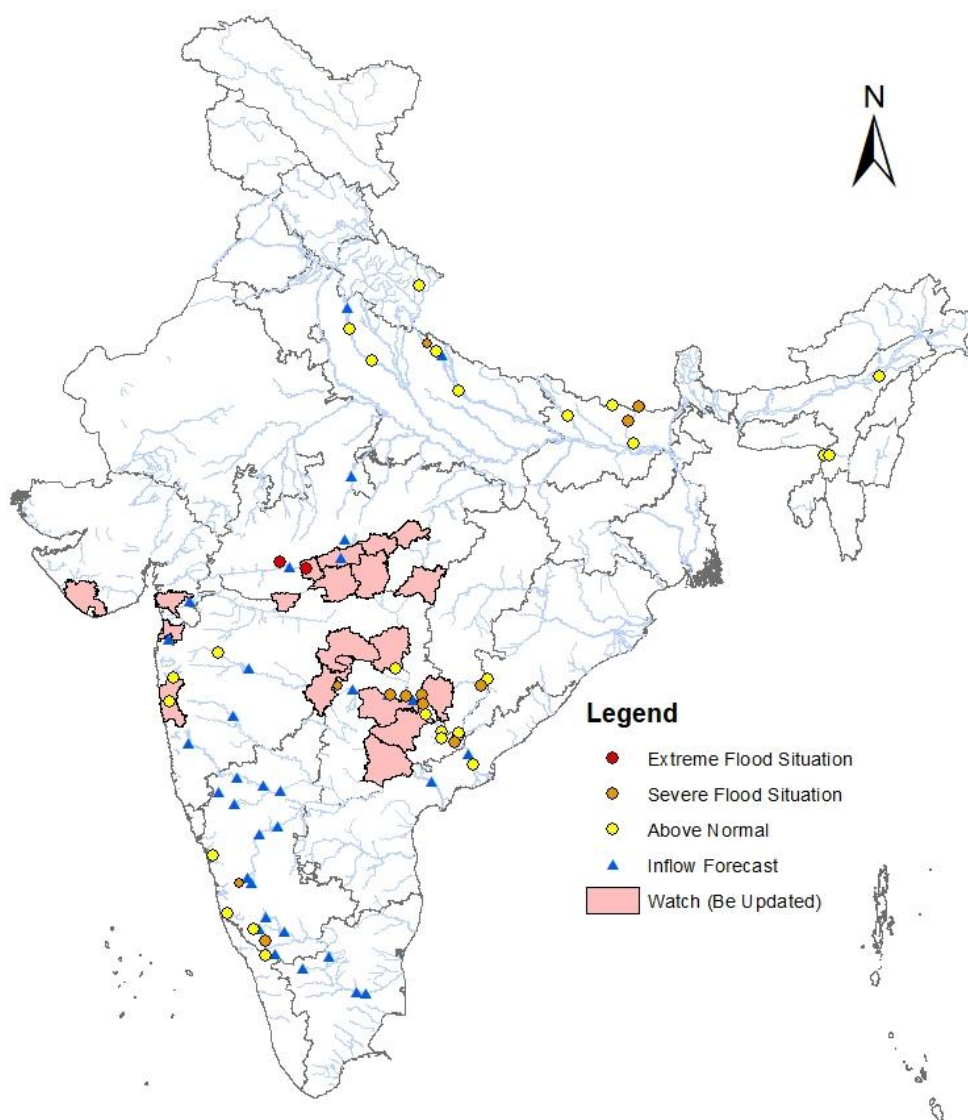 N
Legend
Extreme Flood Situation
Severe Flood Situation
Above Normal
Inflow Forecast
Watch (Be Updated)